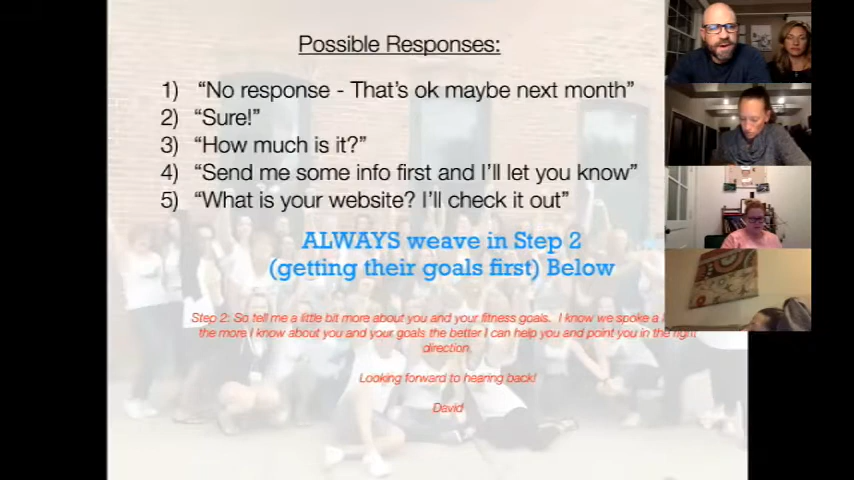 Possible Responses:
1) “No response - That’s ok maybe next month”
2) “Sure!”
3) “How much is it?”
4) “Send me some info first and I’ll let you know”
5) “What is your website? I’ll check it out”
ALWAYS weave in Step 2
(getting their goals first) Below
Step 2: So tell me a little bit more about you and your fitness goals. I know we spoke a
the more I know about you and your goals the better I can help you and point you in the right
direction.
Looking forward to hearing back!
David